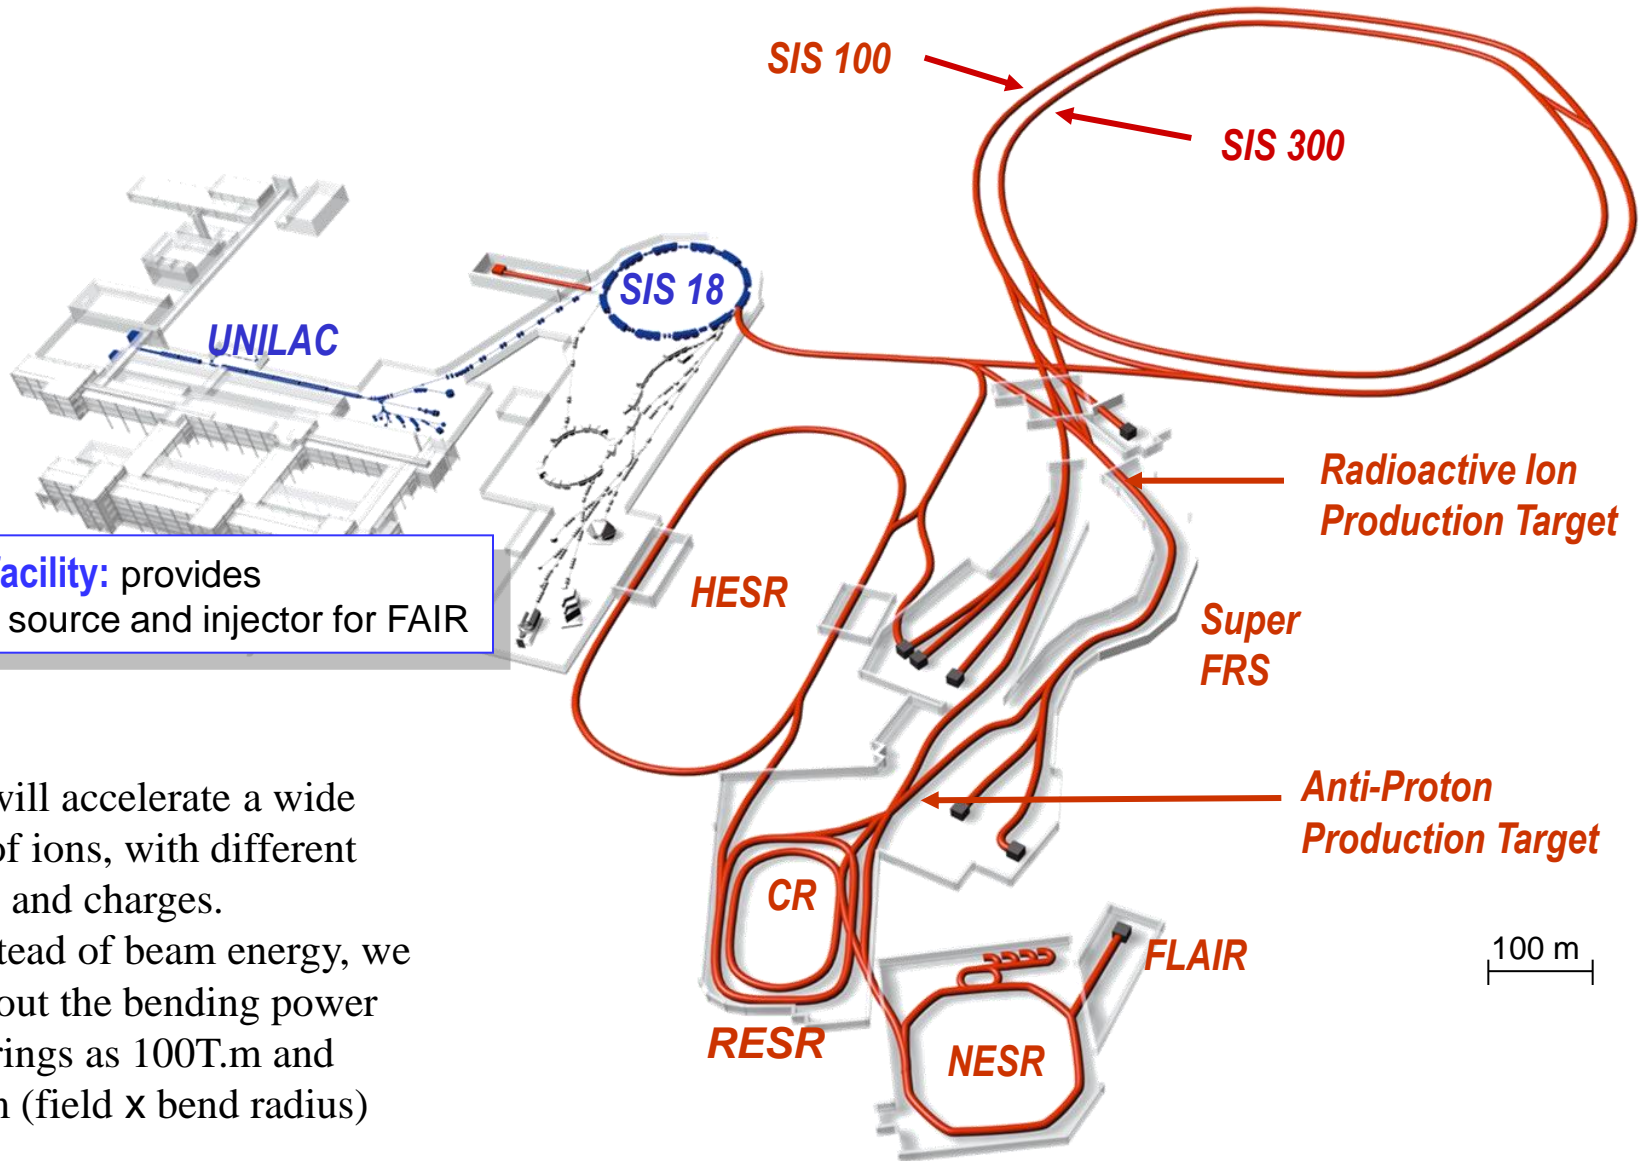 SIS 100
SIS 300
SIS 18
UNILAC
Radioactive Ion
Production Target
facility: provides
source and injector for FAIR
HESR
Super
FRS
will accelerate a wide
of ions, with different
and charges.
Anti-Proton
Production Target
CR
tead of beam energy, we
out the bending power
rings as 100T.m and
(field x bend radius)
FLAIR
100 m
RESR
NESR